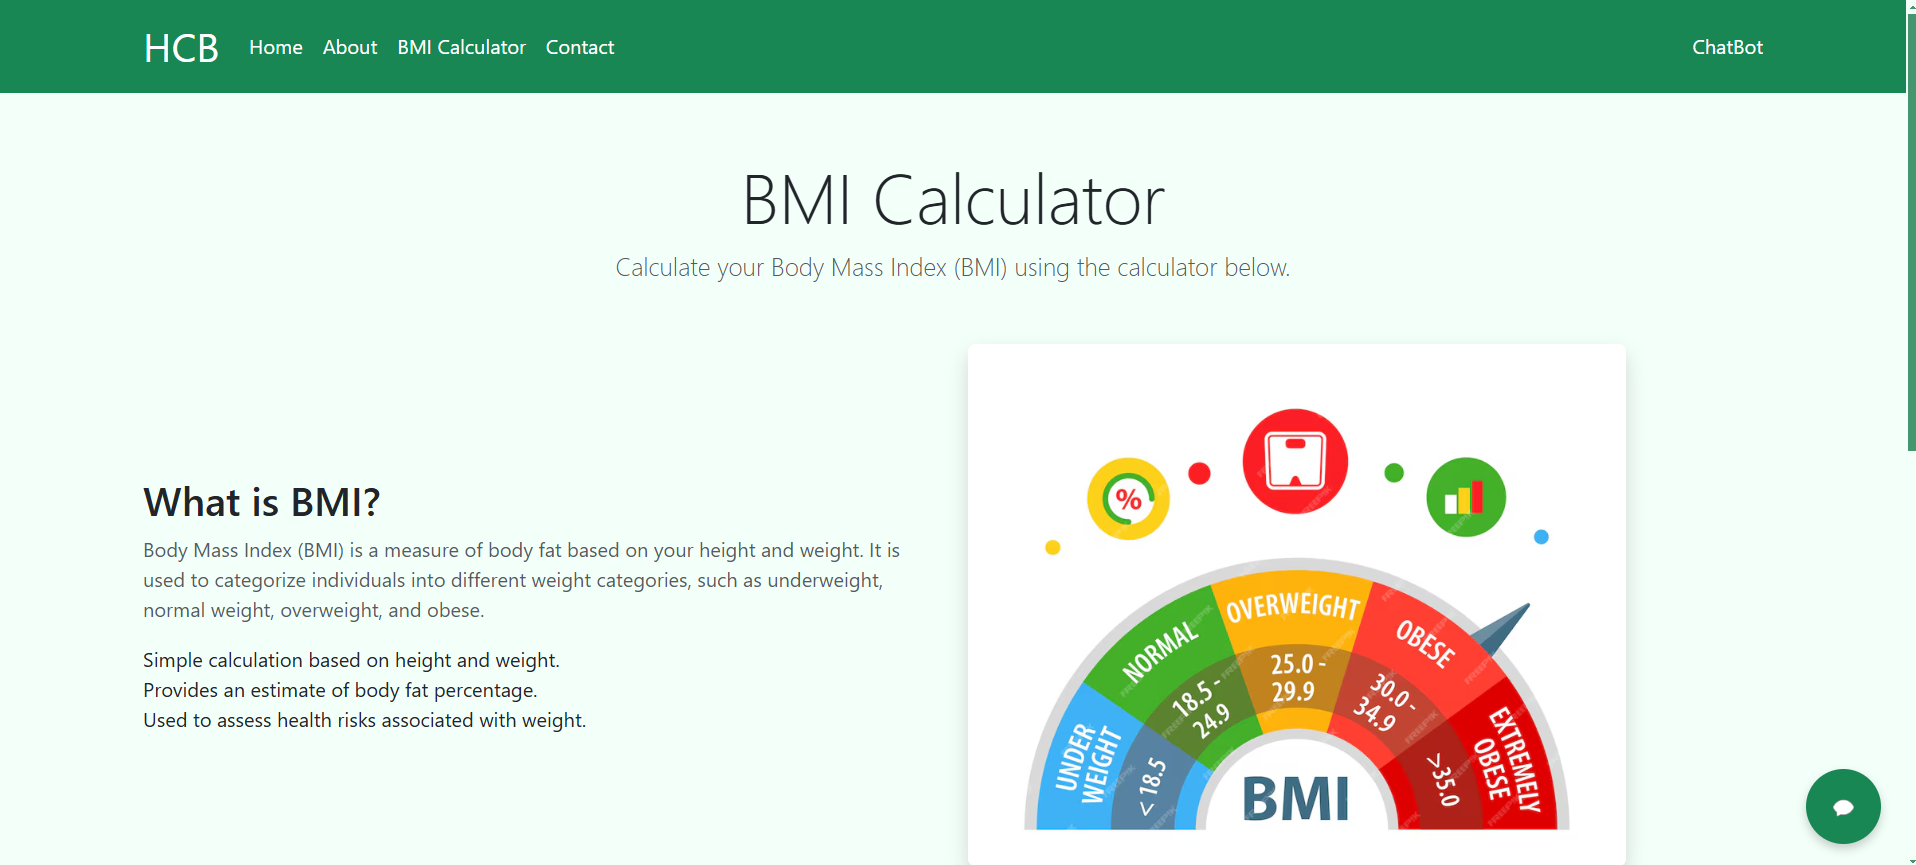 HCB Home About BMI Calculator Contact ChatBot
BMI Calculator
Calculate your Body Mass Index (BMI) using the calculator below.
What is BMI?
Body Mass Index (BMI) is a measure of body fat based on your height and weight. It is
used to categorize individuals into different weight categories, such as underweight,
normal weight, overweight, and obese.
Simple calculation based on height and weight.
Provides an estimate of body fat percentage.
Used to assess health risks associated with weight.
%
UNDER
WEIGHT
< 18.5
NORMAL
18.5 -
24.9
OVERWEIGHT
25.0 -
29.9
OBESE
30.0 -
34.9
EXTREMELY
OBESE
>35.0
BMI